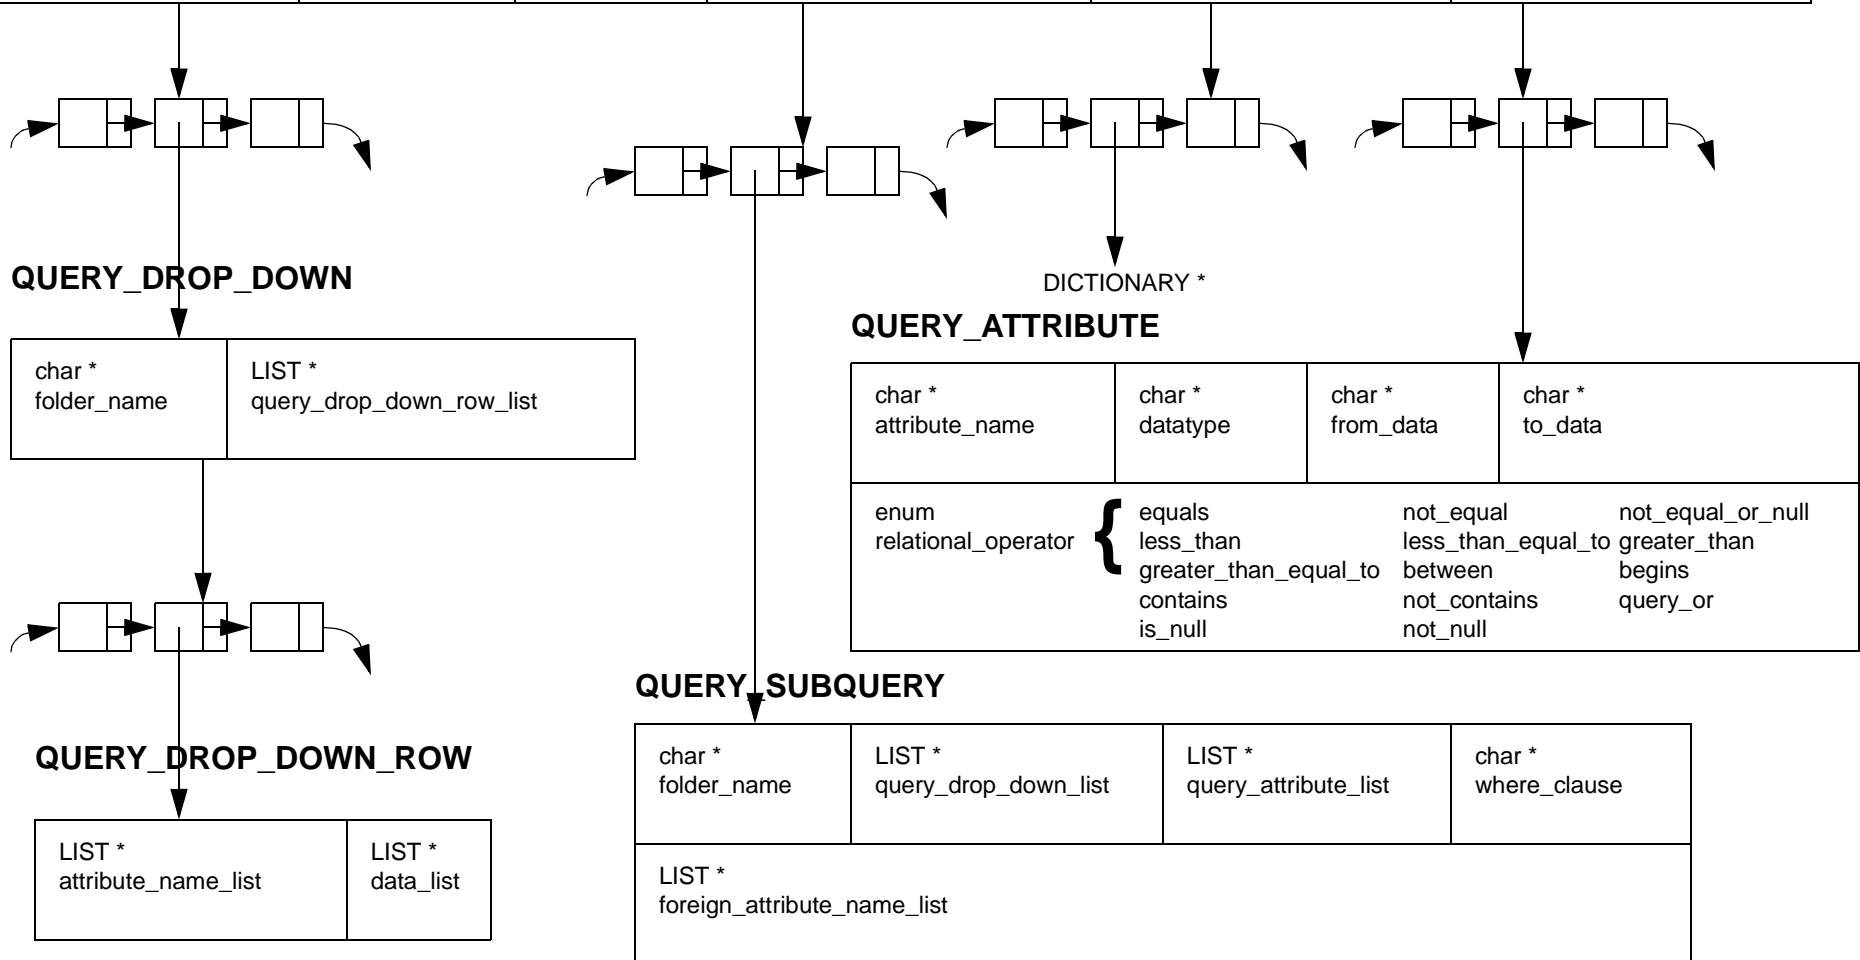 DICTIONARY *
QUERY_DROP_DOWN
char *
folder_name
LIST *
query_drop_down_row_list
QUERY_ATTRIBUTE
char *
attribute_name
char *
datatype
char *
from_data
char *
to_data
enum
relational_operator
{
equals
not_equal
not_equal_or_null
less_than
less_than_equal_to
greater_than
greater_than_equal_to
between
begins
contains
not_contains
query_or
is_null
not_null
QUERY_DROP_DOWN_ROW
LIST *
attribute_name_list
LIST *
data_list
QUERY_SUBQUERY
char *
folder_name
LIST *
query_drop_down_list
LIST *
query_attribute_list
char *
where_clause
LIST *
foreign_attribute_name_list